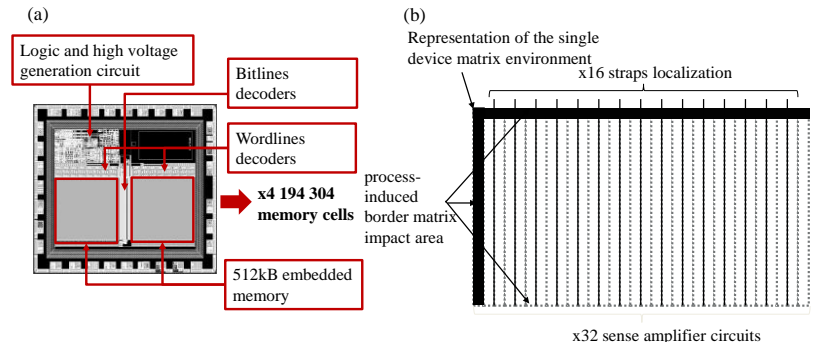 (a)
Logic and high voltage
generation circuit
Bitlines
decoders
Wordlines
decoders
x4 194 304
memory cells
512kB embedded
memory
(b)
Representation of the single
device matrix environment
x16 straps localization
process-
induced
border matrix
impact area
x32 sense amplifier circuits